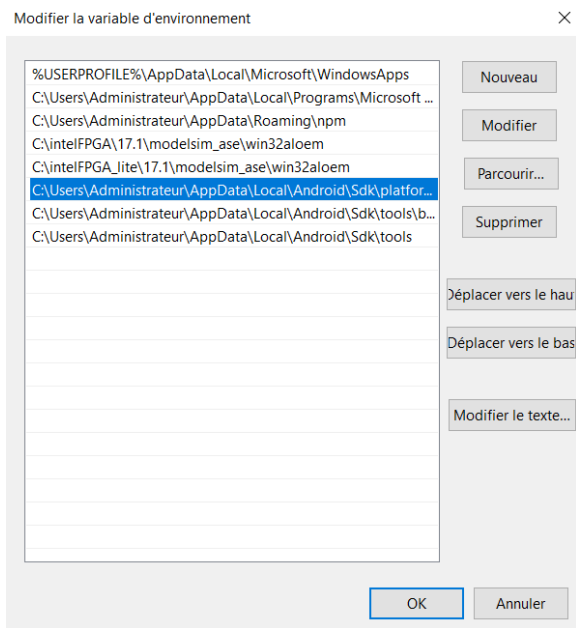 Modifier la variable d'environnement
%USERPROFILE%\AppData\Local\Microsoft\WindowsApps
C:\Users\Administrateur\AppData\Local\Programs\Microsoft ...
C:\Users\Administrateur\AppData\Roaming\npm
C:\intelFPGA\17.1\modelsim_ase\win32aloem
C:\intelFPGA_lite\17.1\modelsim_ase\win32aloem
C:\Users\Administrateur\AppData\Local\Android\Sdk\platfor...
C:\Users\Administrateur\AppData\Local\Android\Sdk\tools\b...
C:\Users\Administrateur\AppData\Local\Android\Sdk\tools
Nouveau
Modifier
Parcourir...
Supprimer
Déplacer vers le hau
Déplacer vers le bas
Modifier le texte...
OK
Annuler